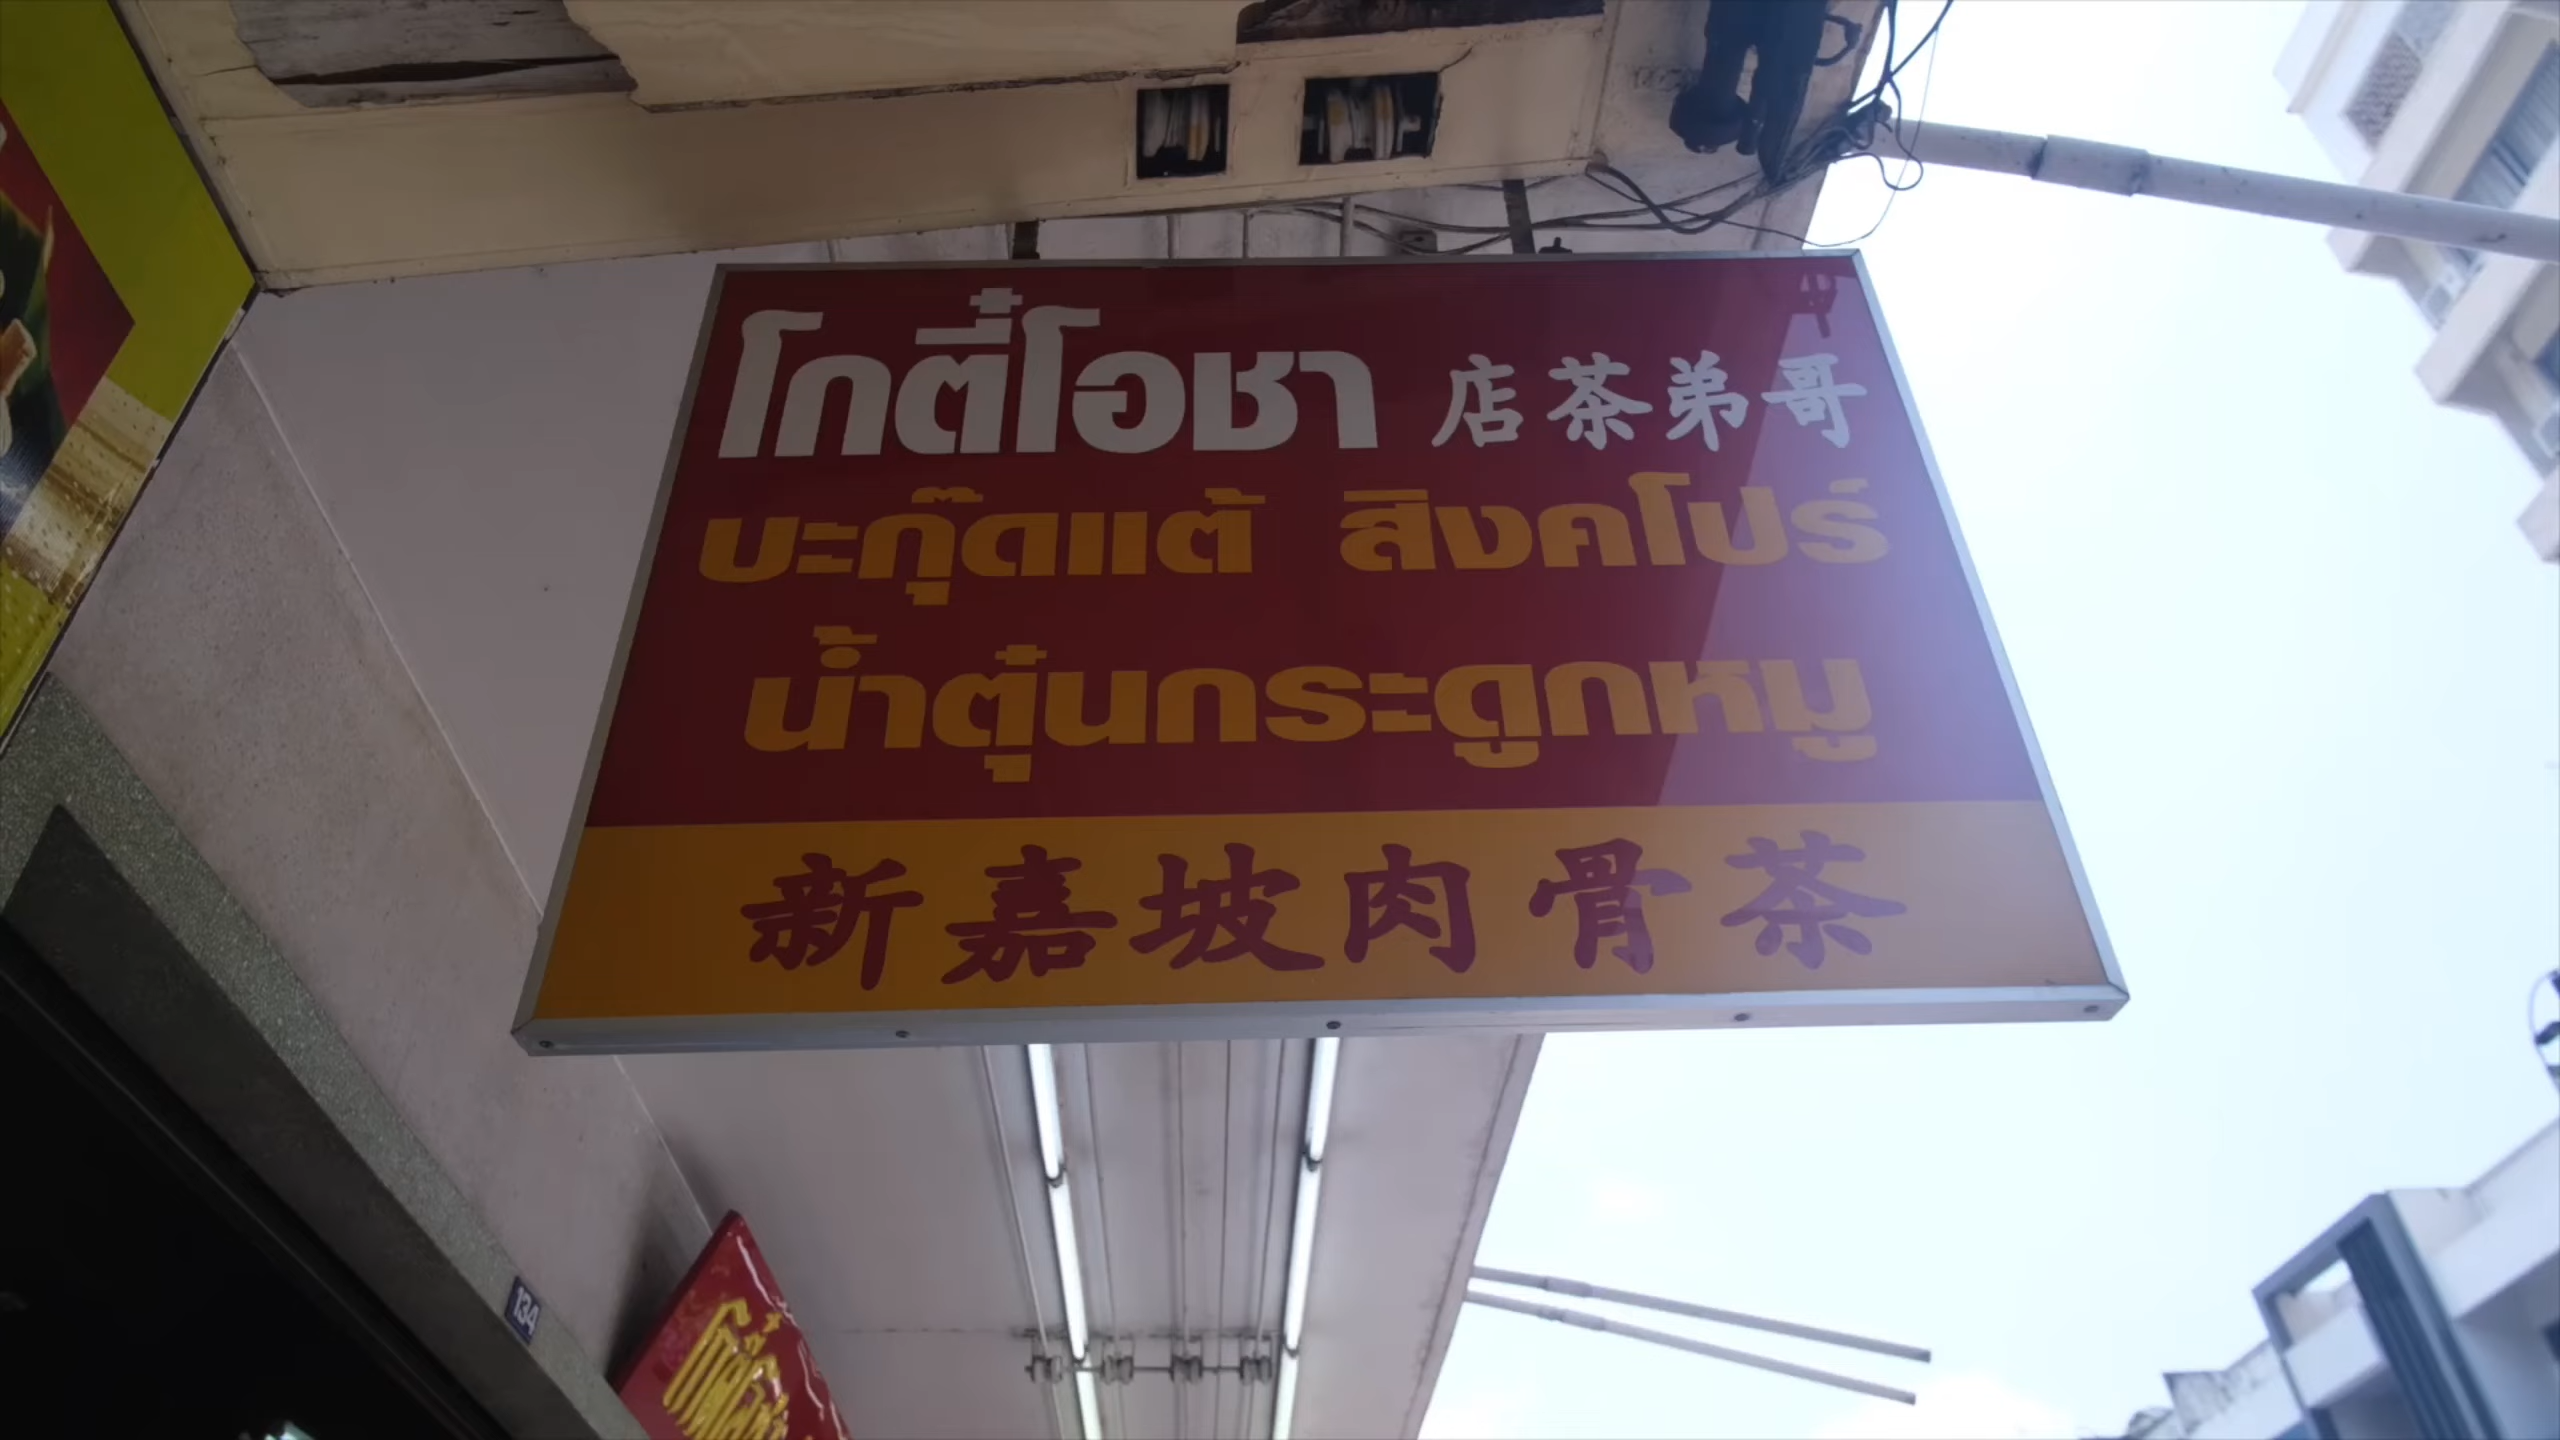 โกตี๋โอชา 店茶弟哥
บะกุ๊ดแต้ สิงคโปร์
น้ำตุ๋นกระดูกหมู
新嘉坡肉骨茶
134